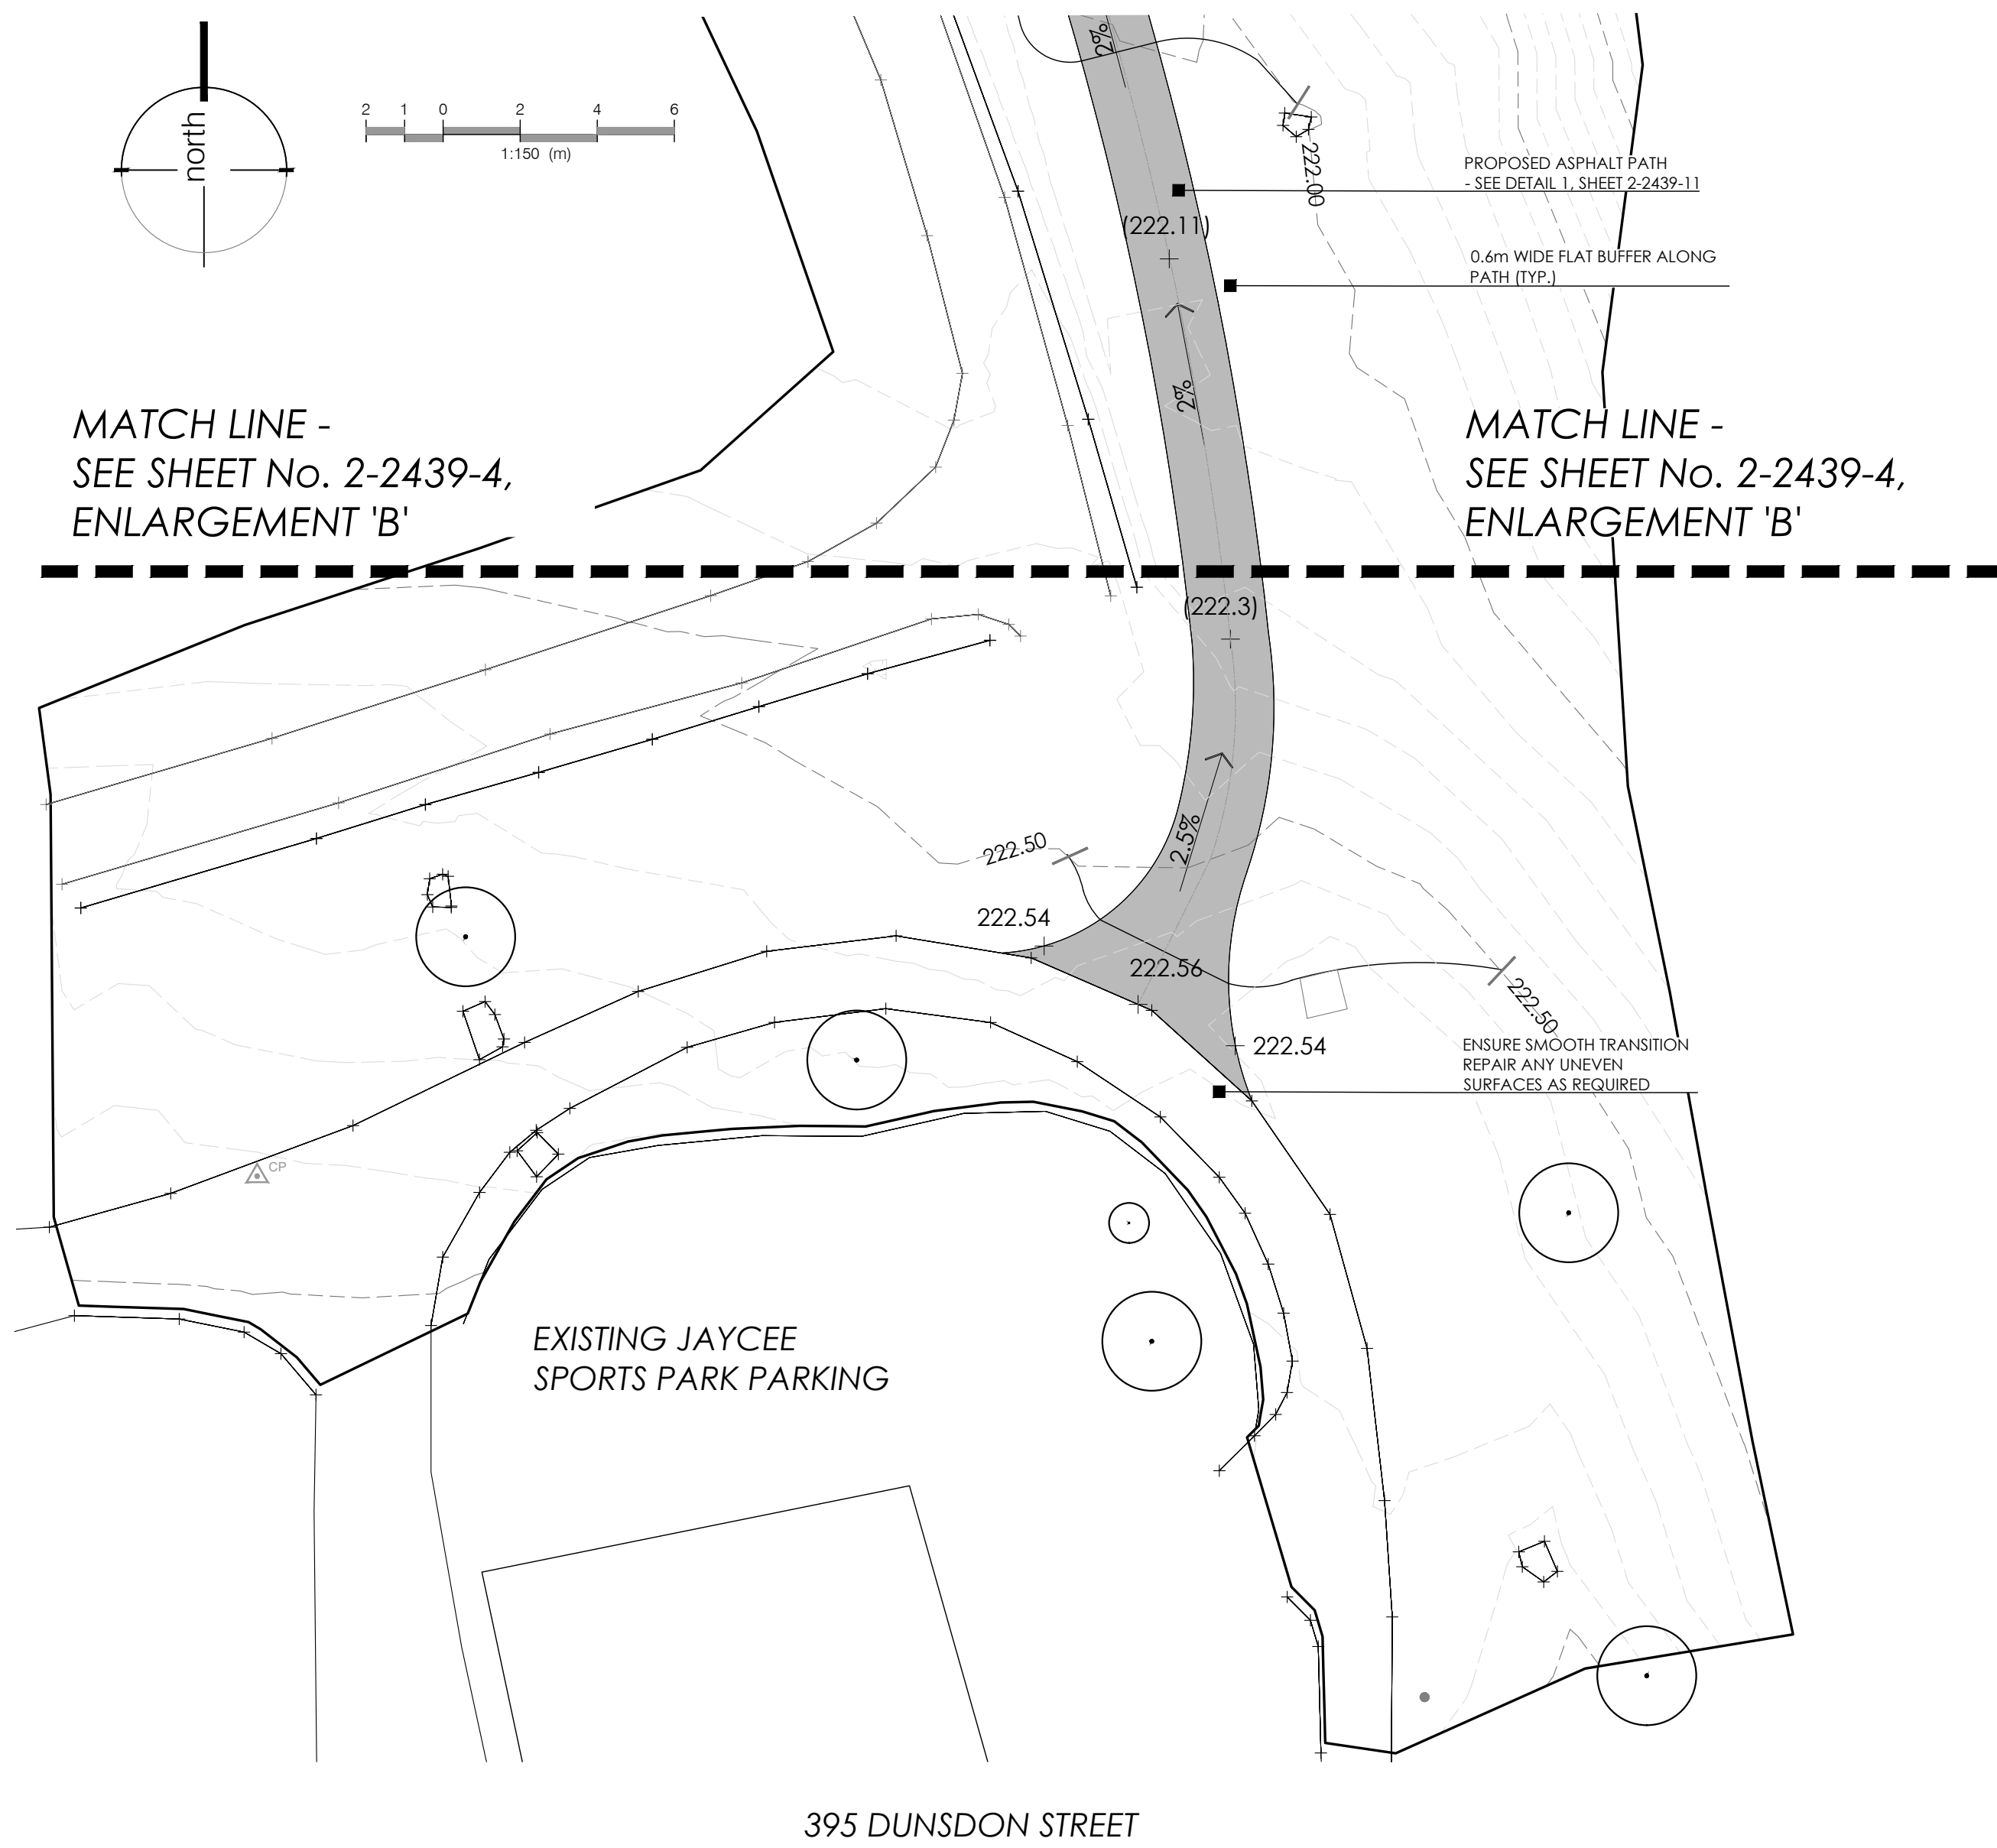 north
2 1 0 2 4 6
1:150 (m)
2%
222.00
PROPOSED ASPHALT PATH
- SEE DETAIL 1, SHEET 2-2439-11
(222.11)
0.6m WIDE FLAT BUFFER ALONG
PATH (TYP.)
2%
MATCH LINE -
SEE SHEET No. 2-2439-4,
ENLARGEMENT 'B'
MATCH LINE -
SEE SHEET No. 2-2439-4,
ENLARGEMENT 'B'
(222.3)
2.5%
222.50
222.54
222.56
222.50
222.54
ENSURE SMOOTH TRANSITION
REPAIR ANY UNEVEN
SURFACES AS REQUIRED
CP
EXISTING JAYCEE
SPORTS PARK PARKING
395 DUNSDON STREET